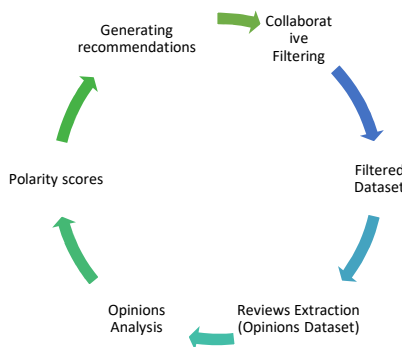 Generating
recommendations
Collaborat
ive
Filtering
Filtered
Dataset
Reviews Extraction
(Opinions Dataset)
Opinions
Analysis
Polarity scores